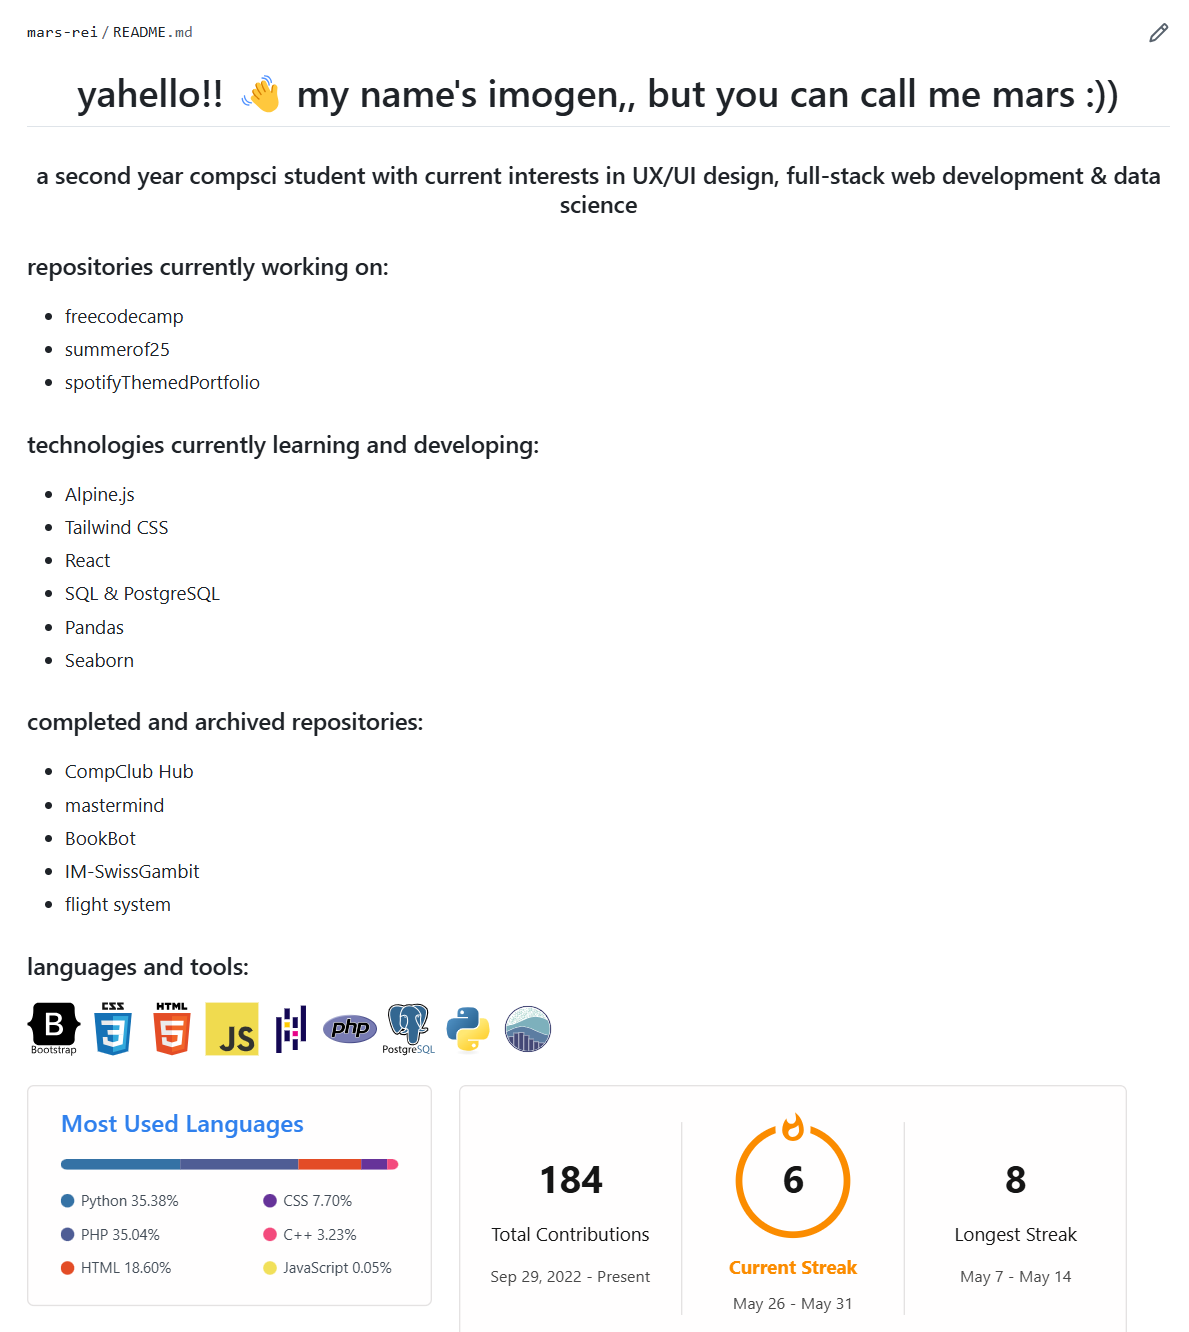 mars-rei / README.md
yahello!! 👋 my name's imogen,, but you can call me mars :))
a second year compsci student with current interests in UX/UI design, full-stack web development & data
science
repositories currently working on:
freecodecamp
summerof25
spotifyThemedPortfolio
technologies currently learning and developing:
Alpine.js
Tailwind CSS
React
SQL & PostgreSQL
Pandas
Seaborn
completed and archived repositories:
CompClub Hub
mastermind
BookBot
IM-SwissGambit
flight system
languages and tools:
B
Bootstrap
CSS
3
HTML
5
JS
php
PostgreSQL
Most Used Languages
Python 35.38%
CSS 7.70%
PHP 35.04%
C++ 3.23%
HTML 18.60%
JavaScript 0.05%
184
Total Contributions
Sep 29, 2022 - Present
6
Current Streak
May 26 - May 31
8
Longest Streak
May 7 - May 14